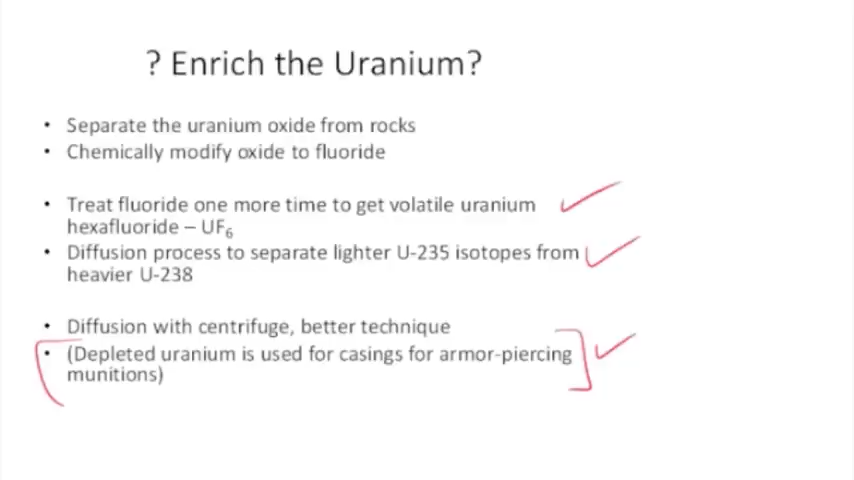 ? Enrich the Uranium?
• Separate the uranium oxide from rocks
• Chemically modify oxide to fluoride
• Treat fluoride one more time to get volatile uranium
hexafluoride – UF₆
• Diffusion process to separate lighter U-235 isotopes from
heavier U-238
• Diffusion with centrifuge, better technique
• (Depleted uranium is used for casings for armor-piercing
munitions)